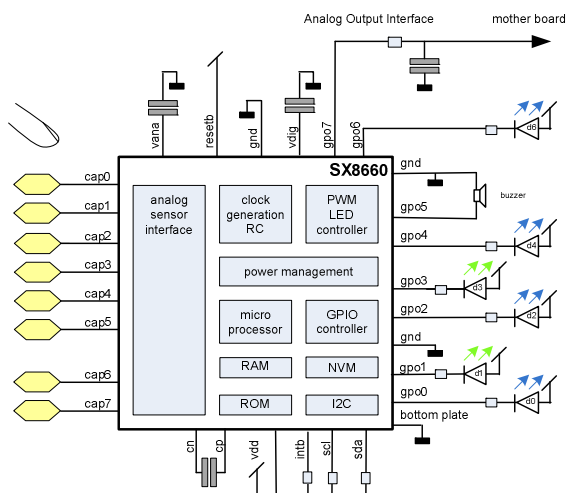 Analog Output Interface
mother board
vana
resetb
gnd
vdig
gpo7
gpo6
d6
SX8660
gnd
cap0
cap1
cap2
cap3
cap4
cap5
cap6
cap7
analog
sensor
interface
clock
generation
RC
PWM
LED
controller
power management
micro
processor
GPIO
controller
RAM
NVM
ROM
I2C
buzzer
gpo5
gpo4
d4
gpo3
d3
gpo2
d2
gnd
gpo1
d1
gpo0
d0
bottom plate
cn
cp
vdd
intb
scl
sda